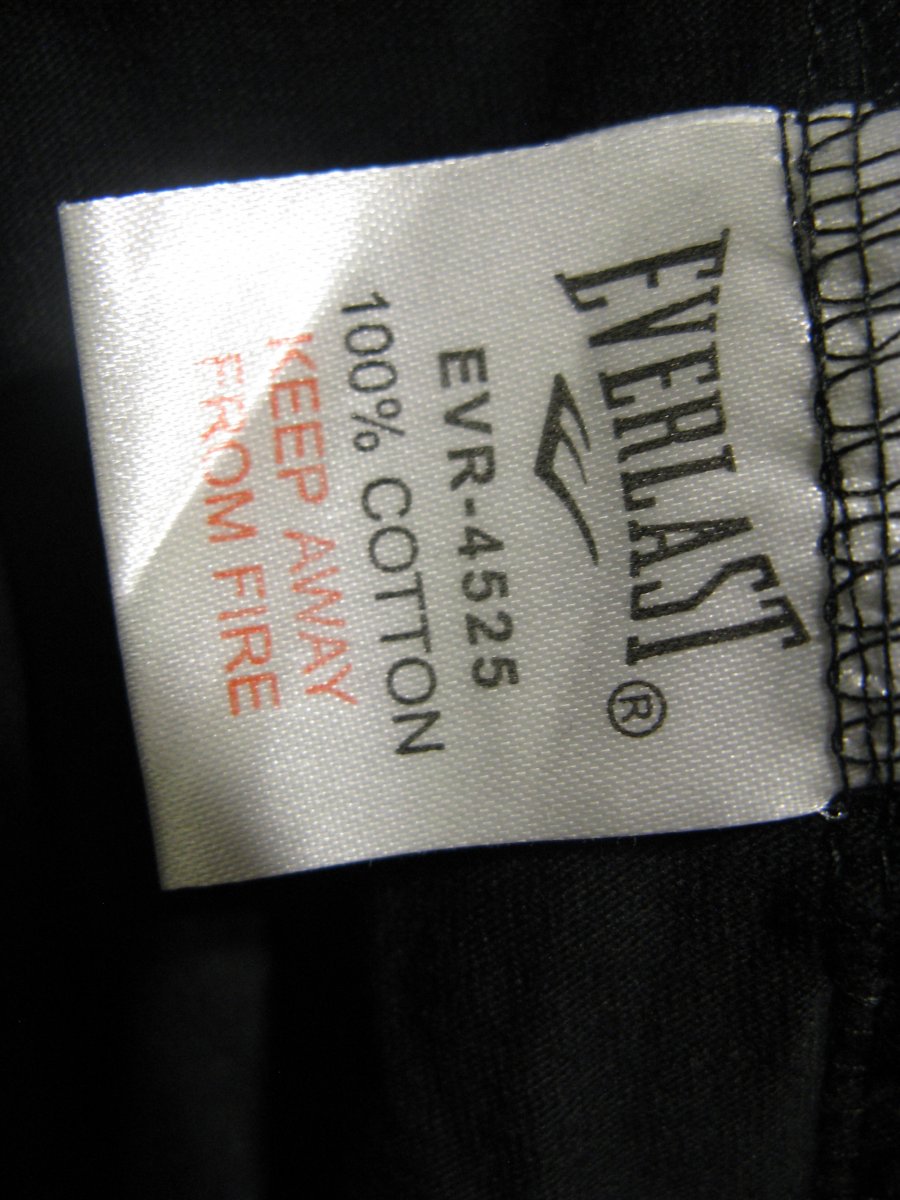 EVERLAST®
EVR-4525
100% COTTON
KEEP AWAY
FROM FIRE